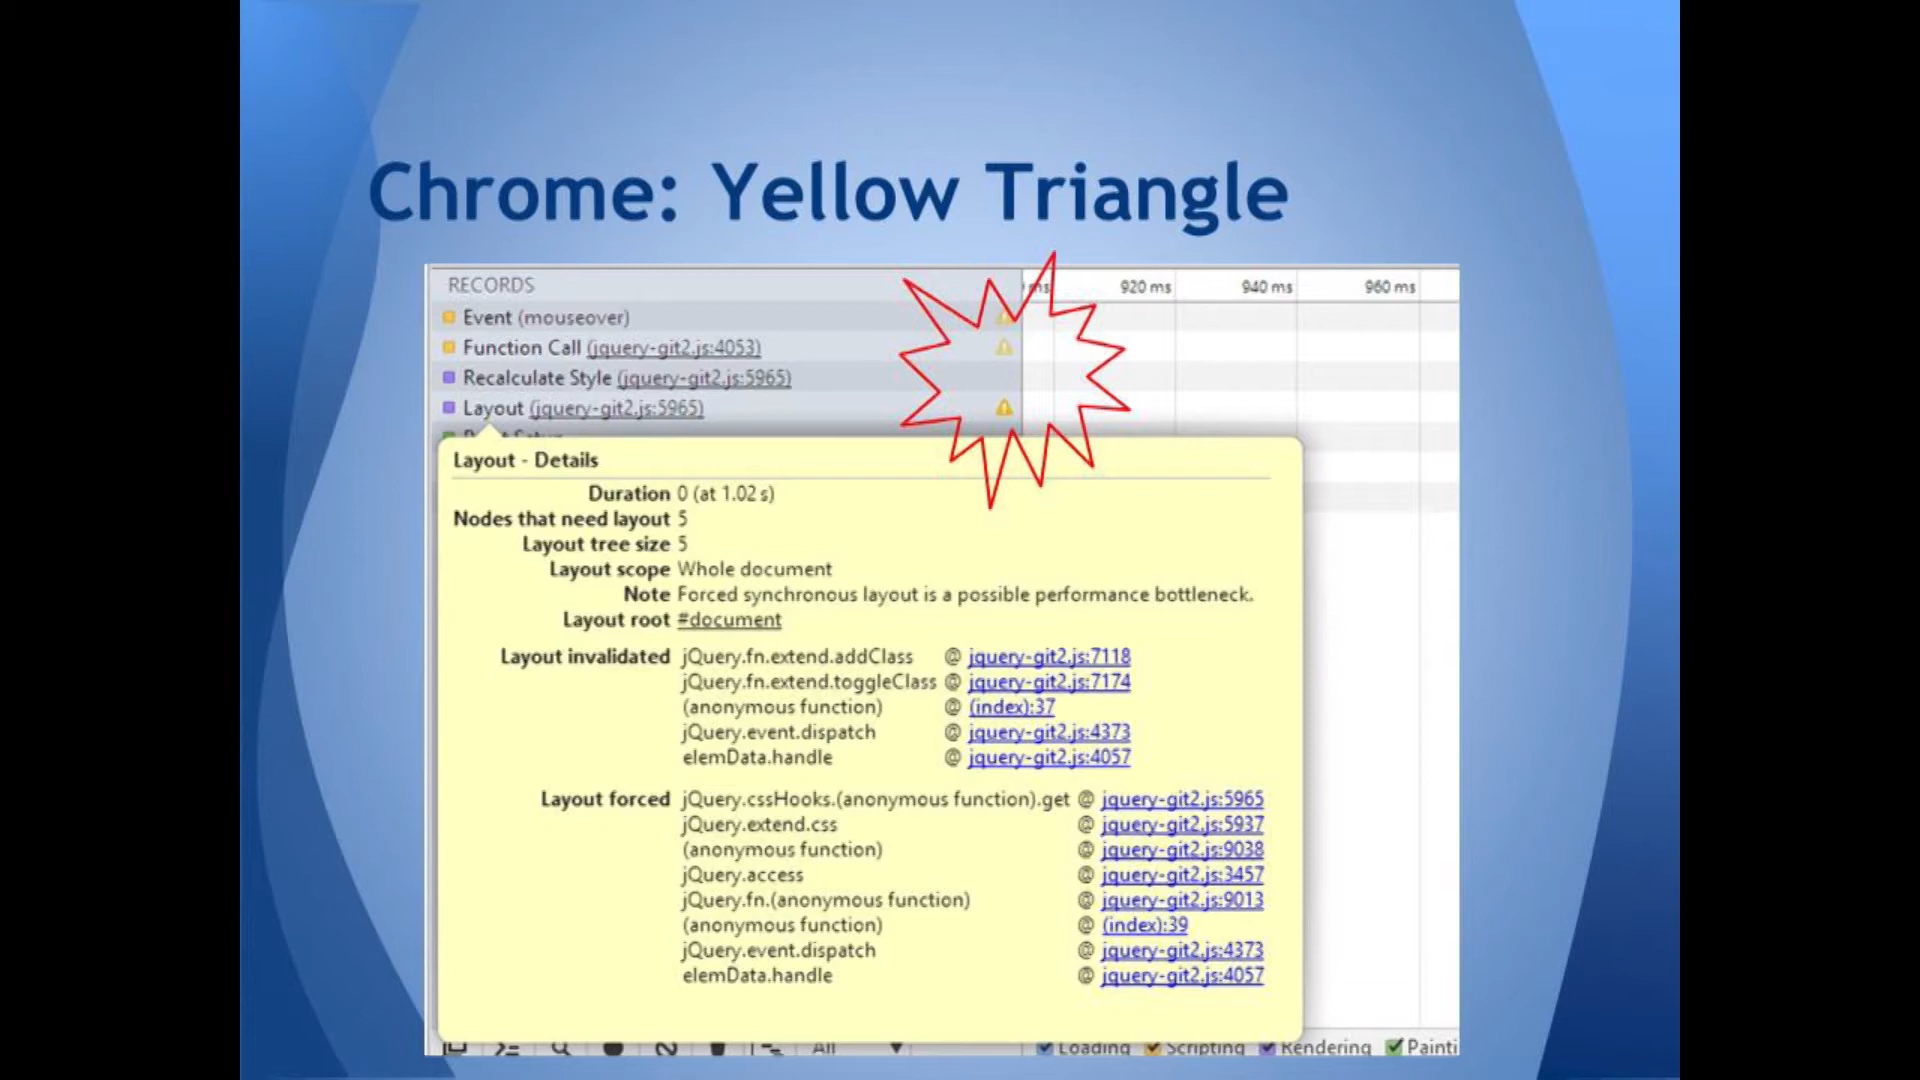 Chrome: Yellow Triangle
RECORDS
ms 920 ms 940 ms 960 ms
Event (mouseover)
Function Call (jquery-git2.js:4053)
Recalculate Style (jquery-git2.js:5965)
Layout (jquery-git2.js:5965)
Layout - Details
Duration 0 (at 1.02 s)
Nodes that need layout 5
Layout tree size 5
Layout scope Whole document
Note Forced synchronous layout is a possible performance bottleneck.
Layout root #document
Layout invalidated jQuery.fn.extend.addClass @ jquery-git2.js:7118
jQuery.fn.extend.toggleClass @ jquery-git2.js:7174
(anonymous function) @ (index):37
jQuery.event.dispatch @ jquery-git2.js:4373
elemData.handle @ jquery-git2.js:4057
Layout forced jQuery.cssHooks.(anonymous function).get @ jquery-git2.js:5965
jQuery.extend.css @ jquery-git2.js:5937
(anonymous function) @ jquery-git2.js:9038
jQuery.access @ jquery-git2.js:3457
jQuery.fn.(anonymous function) @ jquery-git2.js:9013
(anonymous function) @ (index):39
jQuery.event.dispatch @ jquery-git2.js:4373
elemData.handle @ jquery-git2.js:4057
All Loading Scripting Rendering Painti